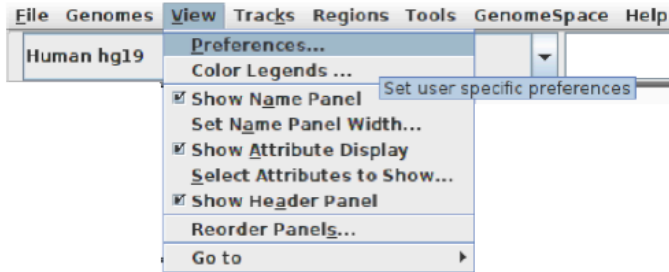 File Genomes View Tracks Regions Tools GenomeSpace Help
Human hg19
Preferences...
Color Legends ...
Set user specific preferences
Show Name Panel
Set Name Panel Width...
Show Attribute Display
Select Attributes to Show...
Show Header Panel
Reorder Panels...
Go to